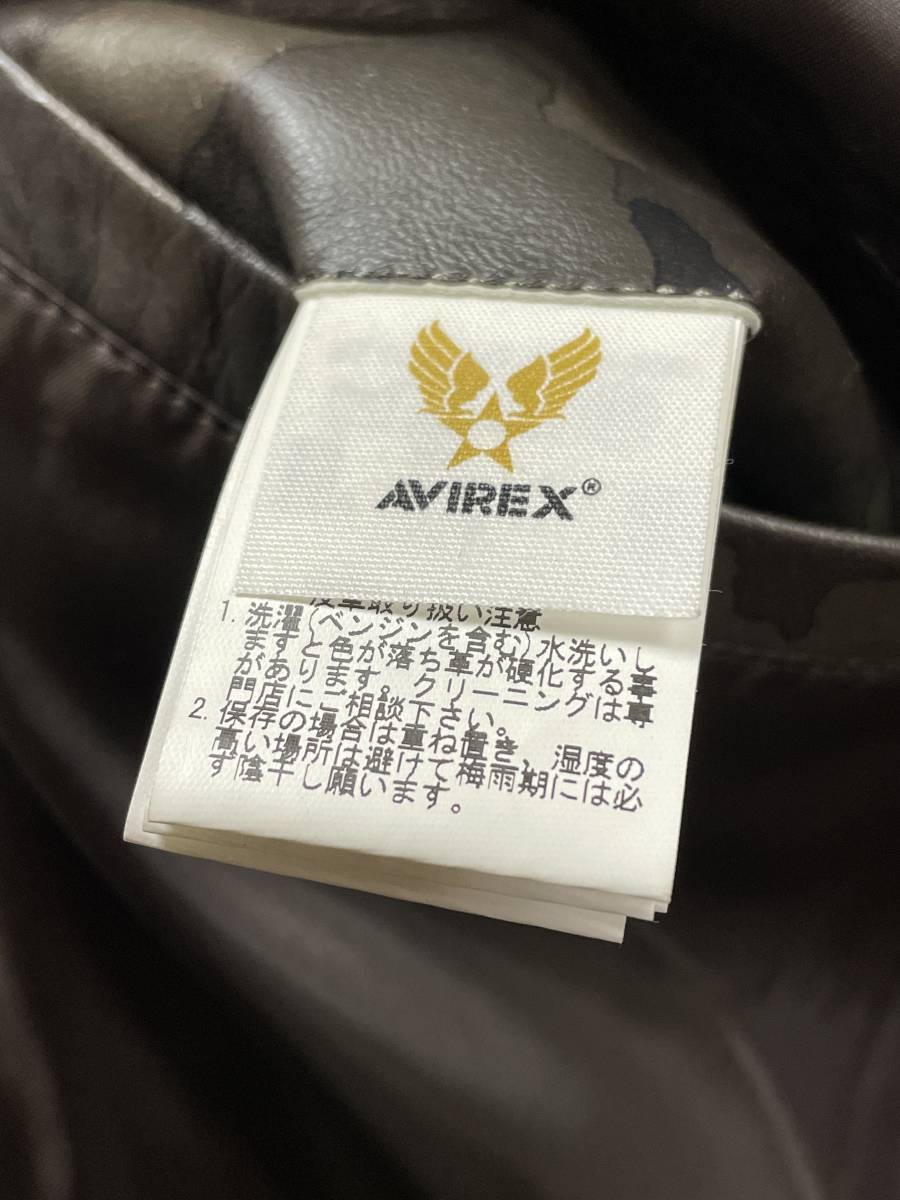 AVIREX®
皮革取り扱い注意
1. 洗濯(ベンジンを含む)水洗いし
ますと色が落ち革が硬化する事
があります。クリーニングは専
門店にご相談下さい。
2. 保存の場合は重ね置き、湿度の
高い場所は避けて梅雨期には必
ず陰干し願います。